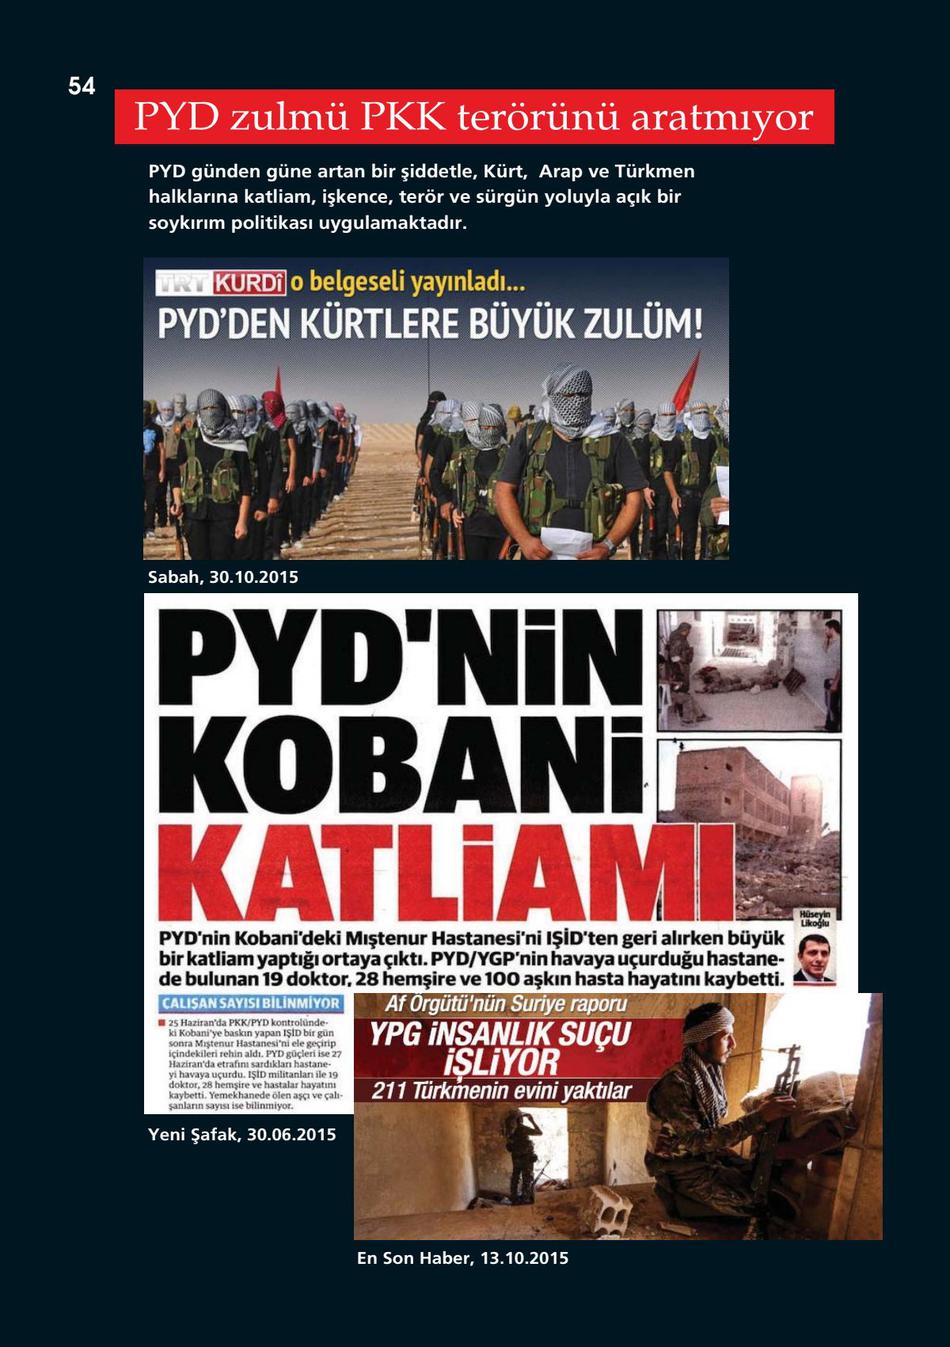 54
PYD zulmü PKK terörünü aratmıyor
PYD günden güne artan bir şiddetle, Kürt, Arap ve Türkmen
halklarına katliam, işkence, terör ve sürgün yoluyla açık bir
soykırım politikası uygulamaktadır.
TRT KURDî o belgeseli yayınladı...
PYD'DEN KÜRTLERE BÜYÜK ZULÜM!
Sabah, 30.10.2015
PYD'NiN
KOBANi
KATLiAMI
Hüseyin
Likoğlu
PYD'nin Kobani'deki Mıştenur Hastanesi'ni IŞİD'ten geri alırken büyük
bir katliam yaptığı ortaya çıktı. PYD/YGP'nin havaya uçurduğu hastane-
de bulunan 19 doktor, 28 hemşire ve 100 aşkın hasta hayatını kaybetti.
ÇALIŞAN SAYISI BİLİNMİYOR
25 Haziran'da PKK/PYD kontrolünde-
ki Kobani'ye baskın yapan IŞİD bir gün
sonra Mıştenur Hastanesi'ni ele geçirip
içindekileri rehin aldı. PYD güçleri ise 27
Haziran'da etrafını sardıkları hastane-
yi havaya uçurdu. IŞİD militanları ile 19
doktor, 28 hemşire ve hastalar hayatını
kaybetti. Yemekhanede ölen aşçı ve çalı-
şanların sayısı ise bilinmiyor.
Yeni Şafak, 30.06.2015
Af Örgütü'nün Suriye raporu
YPG iNSANLIK SUÇU
iŞLiYOR
211 Türkmenin evini yaktılar
En Son Haber, 13.10.2015